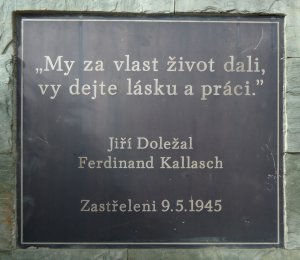 „My za vlast život dali,
vy dejte lásku a práci.”
Jiří Doležal
Ferdinand Kallasch
Zastřeleni 9.5.1945